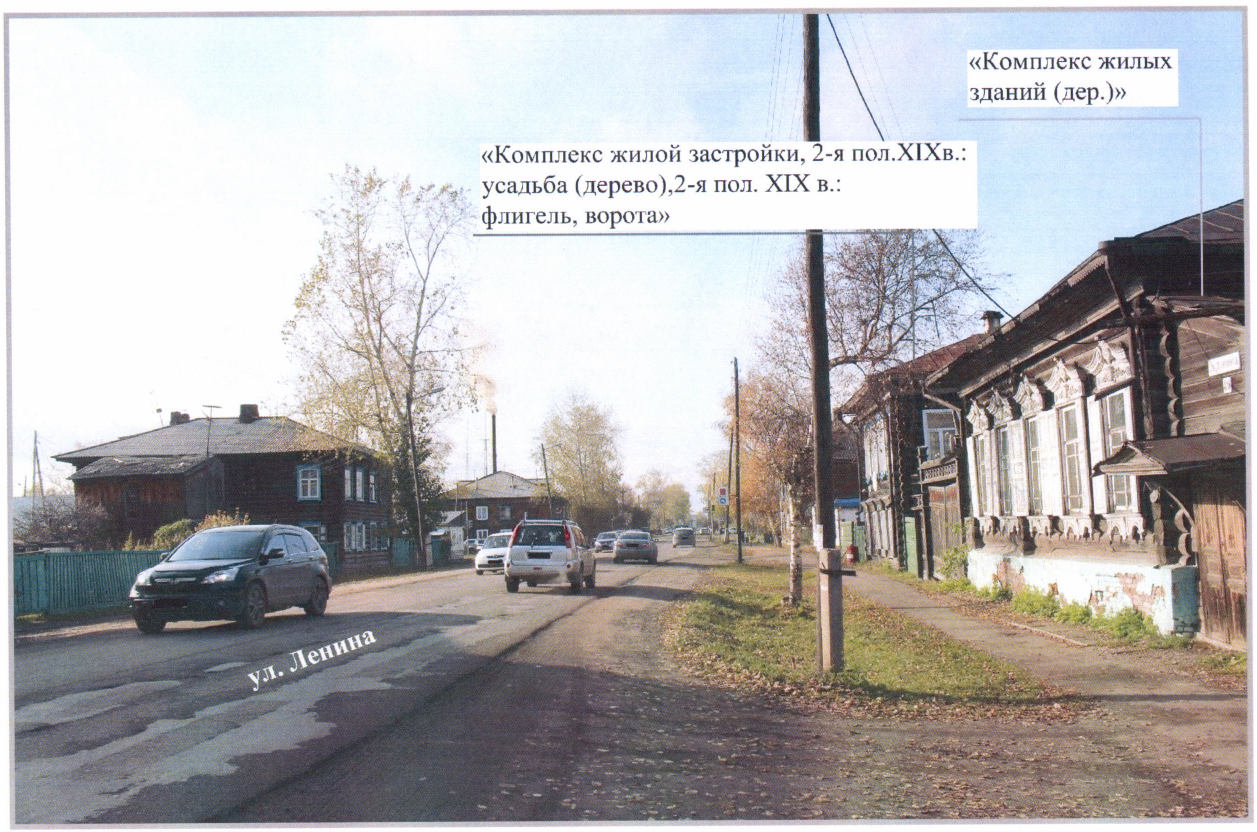 «Комплекс жилых
зданий (дер.)»
«Комплекс жилой застройки, 2-я пол.XIXв.:
усадьба (дерево),2-я пол. XIX в.:
флигель, ворота»
ул. Ленина